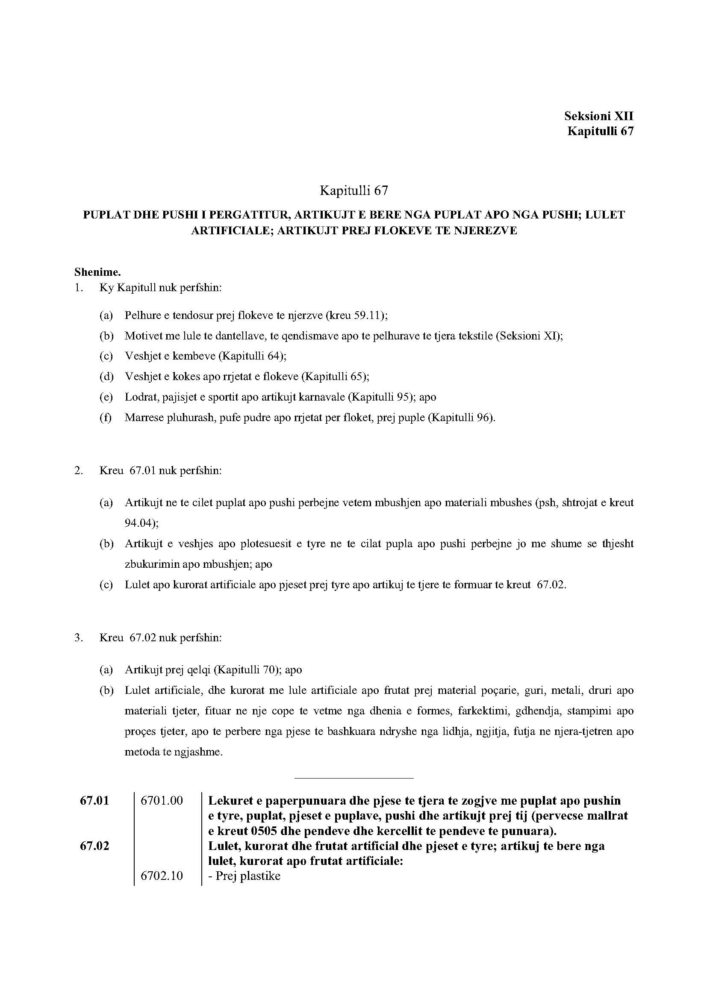 Seksioni XII
Kapitulli 67
Kapitulli 67
PUPLAT DHE PUSHI I PERGATITUR, ARTIKUJT E BERE NGA PUPLAT APO NGA PUSHI; LULET
ARTIFICIALE; ARTIKUJT PREJ FLOKEVE TE NJEREZVE
Shenime.
1. Ky Kapitull nuk perfshin:
(a) Pelhure e tendosur prej flokeve te njerzve (kreu 59.11);
(b) Motivet me lule te dantellave, te qendismave apo te pelhurave te tjera tekstile (Seksioni XI);
(c) Veshjet e kembeve (Kapitulli 64);
(d) Veshjet e kokes apo rrjetat e flokeve (Kapitulli 65);
(e) Lodrat, pajisjet e sportit apo artikujt karnavale (Kapitulli 95); apo
(f) Marrese pluhurash, pufe pudre apo rrjetat per floket, prej puple (Kapitulli 96).
2. Kreu 67.01 nuk perfshin:
(a) Artikujt ne te cilet puplat apo pushi perbejne vetem mbushjen apo materiali mbushes (psh, shtrojat e kreut
94.04);
(b) Artikujt e veshjes apo plotesuesit e tyre ne te cilat pupla apo pushi perbejne jo me shume se thjesht
zbukurimin apo mbushjen; apo
(c) Lulet apo kurorat artificiale apo pjeset prej tyre apo artikuj te tjere te formuar te kreut 67.02.
3. Kreu 67.02 nuk perfshin:
(a) Artikujt prej qelqi (Kapitulli 70); apo
(b) Lulet artificiale, dhe kurorat me lule artificiale apo frutat prej material poçarie, guri, metali, druri apo
materiali tjeter, fituar ne nje cope te vetme nga dhenia e formes, farkektimi, gdhendja, stampimi apo
proçes tjeter, apo te perbere nga pjese te bashkuara ndryshe nga lidhja, ngjitja, futja ne njera-tjetren apo
metoda te ngjashme.
67.01 6701.00 Lekuret e paperpunuara dhe pjese te tjera te zogjve me puplat apo pushin
e tyre, puplat, pjeset e puplave, pushi dhe artikujt prej tij (pervecse mallrat
e kreut 0505 dhe pendeve dhe kercellit te pendeve te punuara).
67.02 Lulet, kurorat dhe frutat artificial dhe pjeset e tyre; artikuj te bere nga
lulet, kurorat apo frutat artificiale:
6702.10 - Prej plastike